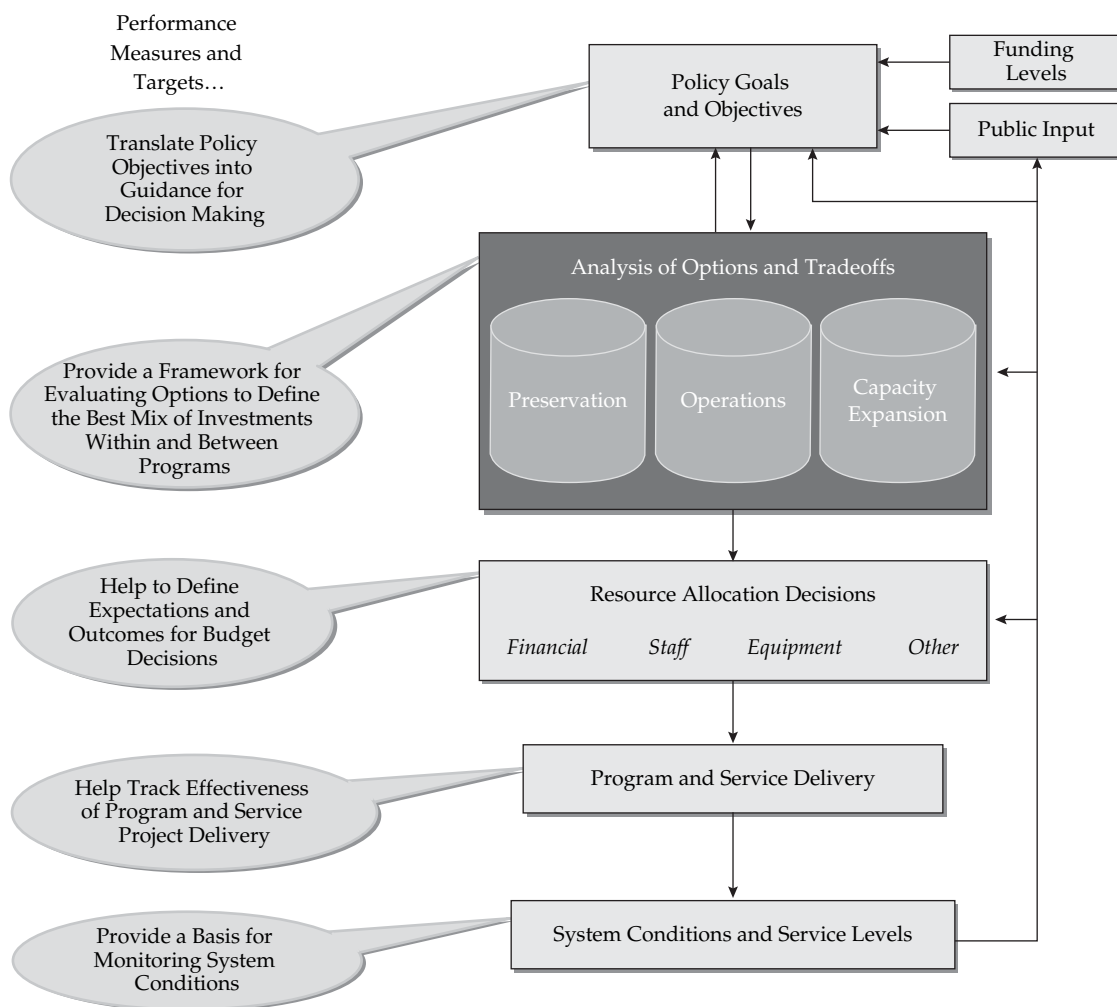 Performance
Measures and
Targets…
Translate Policy
Objectives into
Guidance for
Decision Making
Policy Goals
and Objectives
Funding
Levels
Public Input
Provide a Framework for
Evaluating Options to Define
the Best Mix of Investments
Within and Between
Programs
Analysis of Options and Tradeoffs
Preservation
Operations
Capacity
Expansion
Help to Define
Expectations and
Outcomes for Budget
Decisions
Resource Allocation Decisions
Financial Staff Equipment Other
Help Track Effectiveness
of Program and Service
Project Delivery
Program and Service Delivery
Provide a Basis for
Monitoring System
Conditions
System Conditions and Service Levels